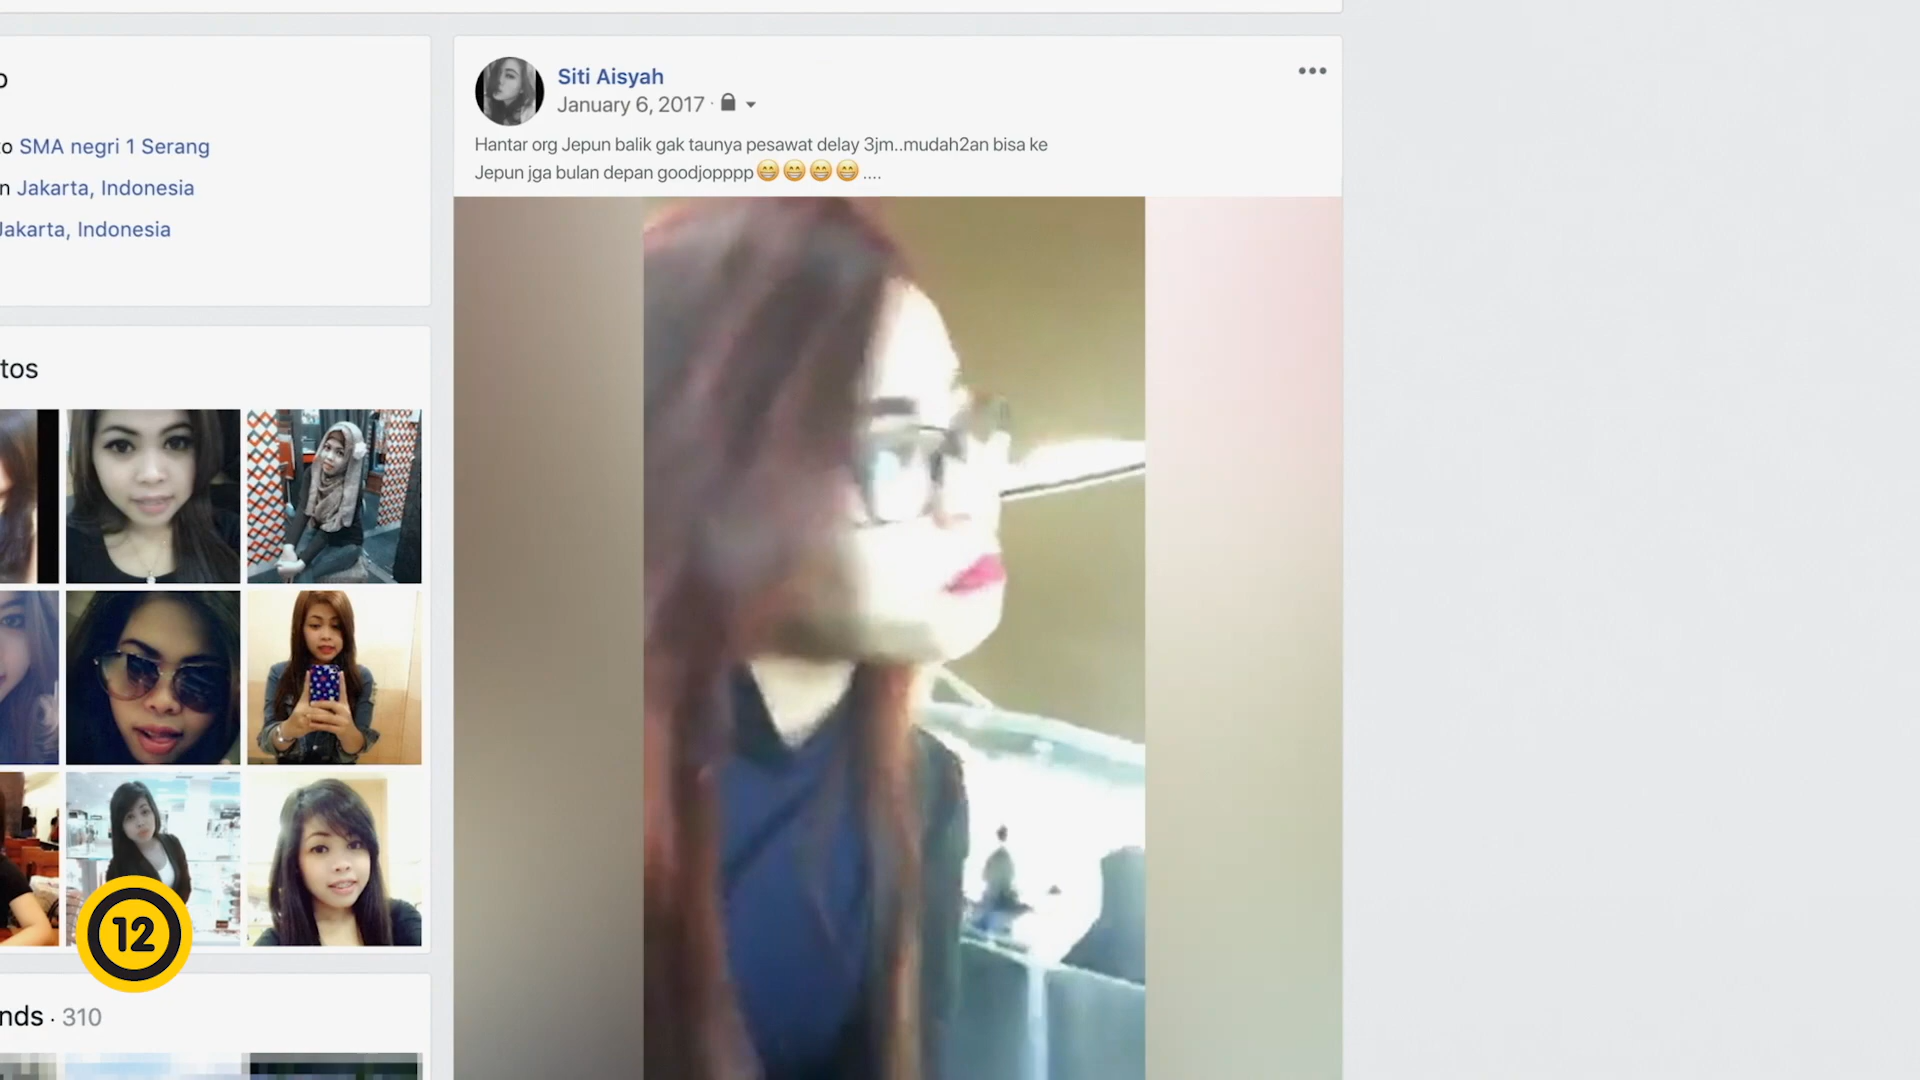 o
to SMA negri 1 Serang
n Jakarta, Indonesia
Jakarta, Indonesia
tos
12
nds · 310
Siti Aisyah
January 6, 2017 ·
Hantar org Jepun balik gak taunya pesawat delay 3jm..mudah2an bisa ke
Jepun jga bulan depan goodjopppp😁😁😁😁....